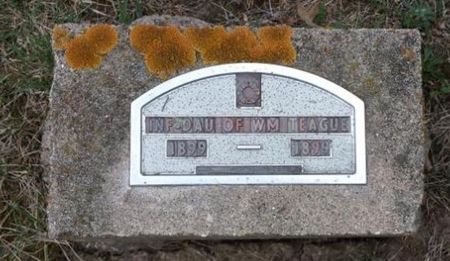 INF DAU OF WM TEAGUE
1899 — 1899